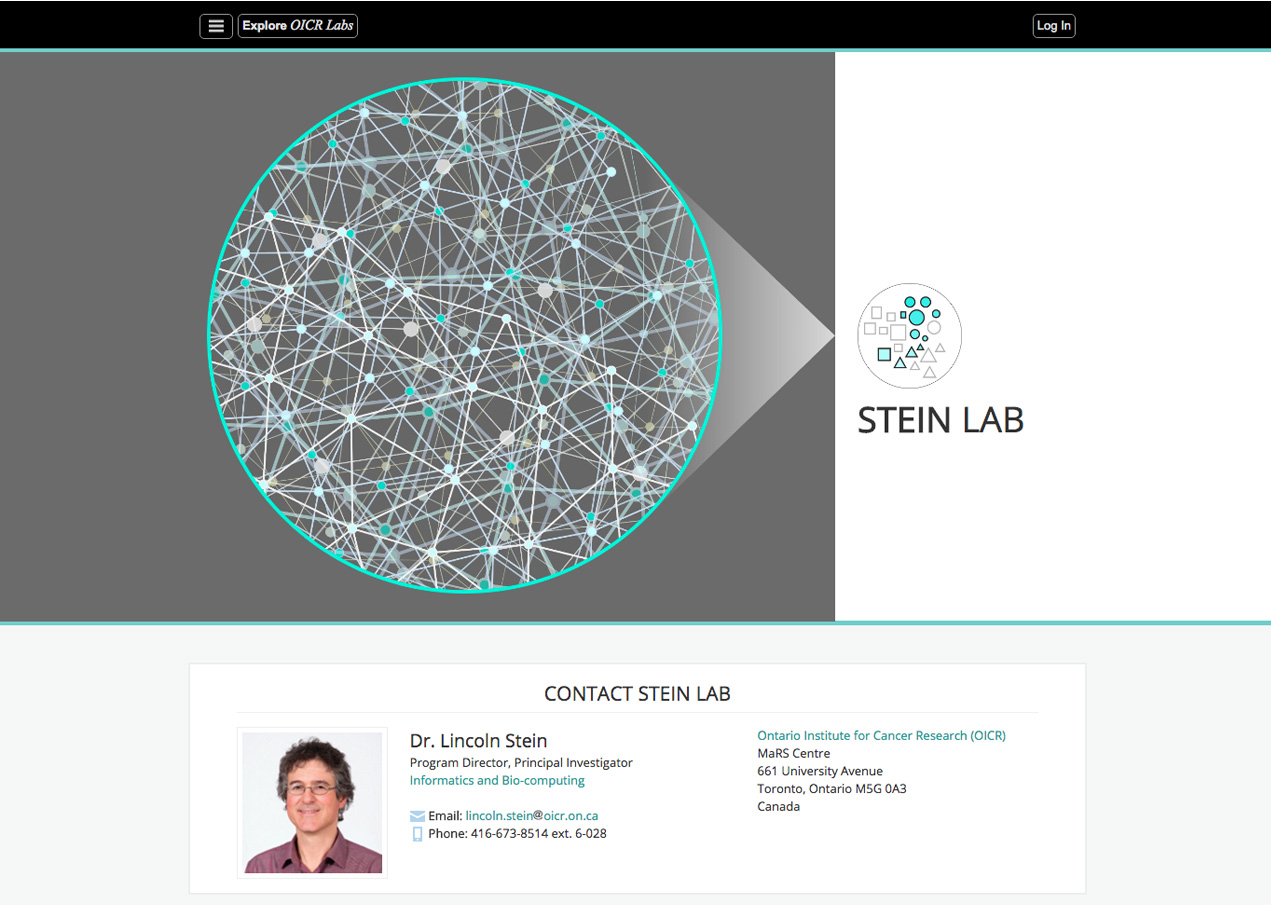 Explore OICR Labs
Log In
STEIN LAB
CONTACT STEIN LAB
Dr. Lincoln Stein
Program Director, Principal Investigator
Informatics and Bio-computing
Email: lincoln.stein@oicr.on.ca
Phone: 416-673-8514 ext. 6-028
Ontario Institute for Cancer Research (OICR)
MaRS Centre
661 University Avenue
Toronto, Ontario M5G 0A3
Canada